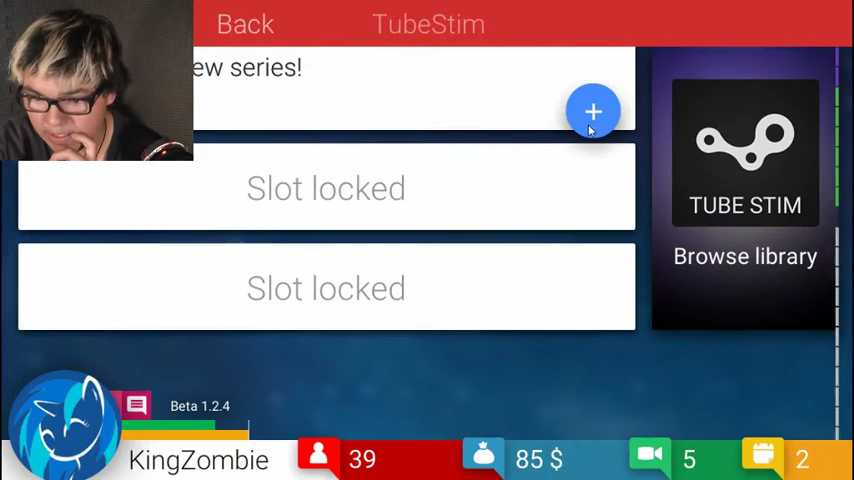 Back TubeStim
ew series!
+
Slot locked
TUBE STIM
Browse library
Slot locked
Beta 1.2.4
KingZombie 39 85 $ 5 2